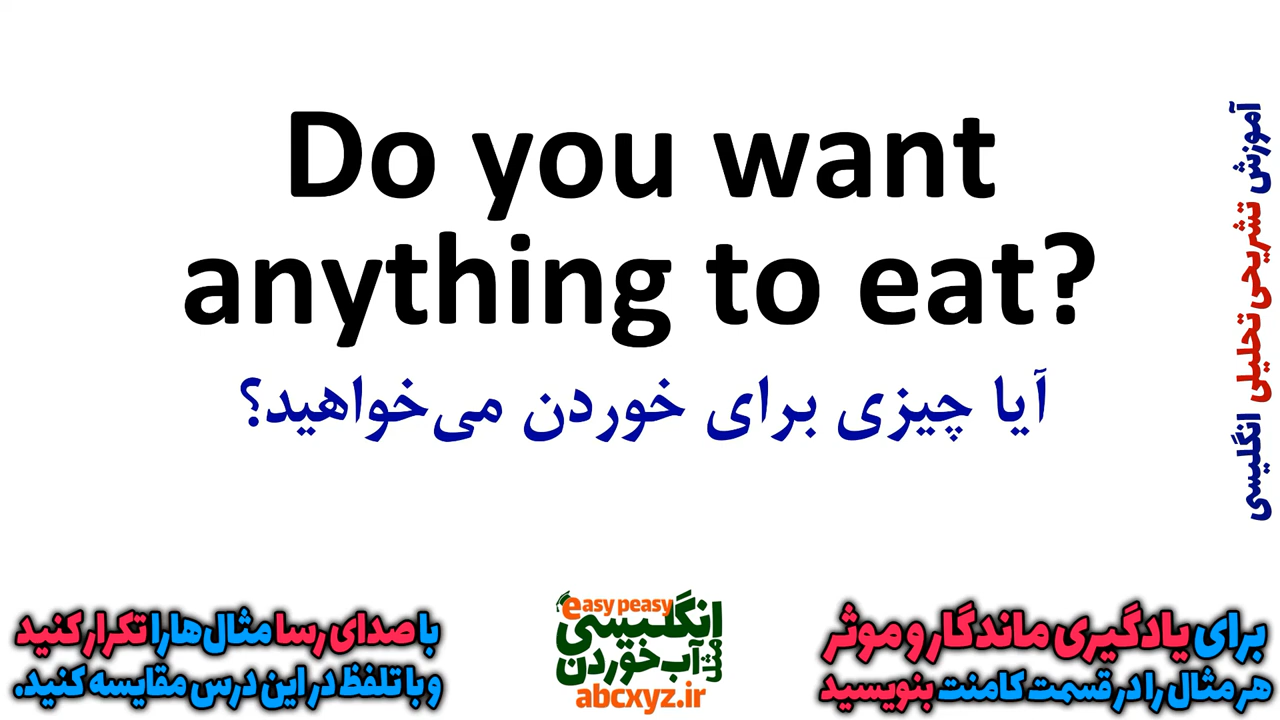 Do you want
anything to eat?
آیا چیزی برای خوردن می‌خواهید؟
آموزش تشریحی تحلیلی انگلیسی
برای یادگیری ماندگار و موثر
هر مثال را در قسمت کامنت بنویسید
easy peasy
انگلیسی
مثل آب خوردن
abcxyz.ir
با صدای رسا مثال‌ها را تکرار کنید
و با تلفظ در این درس مقایسه کنید.